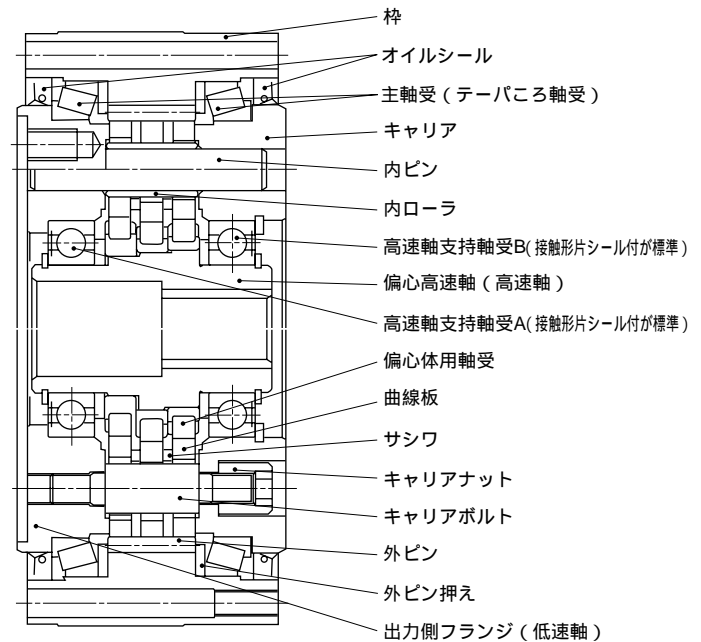 枠
オイルシール
主軸受（テーパころ軸受）
キャリア
内ピン
内ローラ
高速軸支持軸受B(接触形片シール付が標準)
偏心高速軸（高速軸）
高速軸支持軸受A(接触形片シール付が標準)
偏心体用軸受
曲線板
サシワ
キャリアナット
キャリアボルト
外ピン
外ピン押え
出力側フランジ（低速軸）